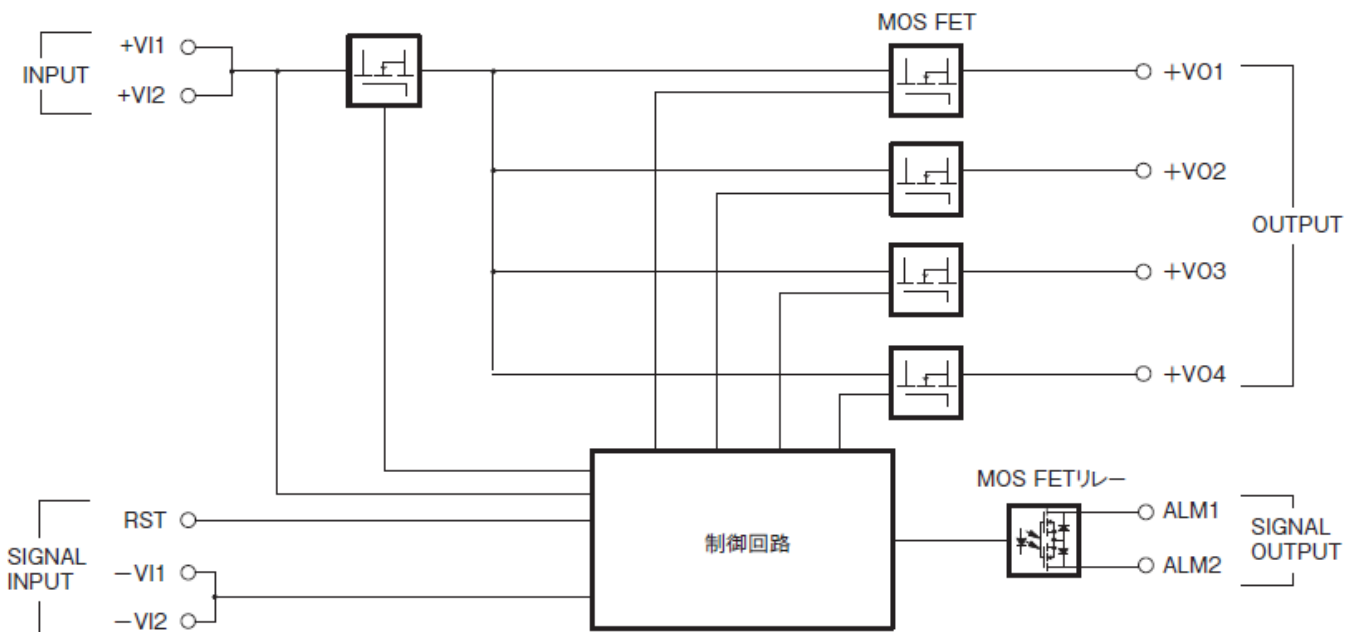 MOS FET
INPUT
+VI1
+VI2
+VO1
+VO2
+VO3
+VO4
OUTPUT
MOS FETリレー
SIGNAL
INPUT
RST
−VI1
−VI2
制御回路
ALM1
ALM2
SIGNAL
OUTPUT